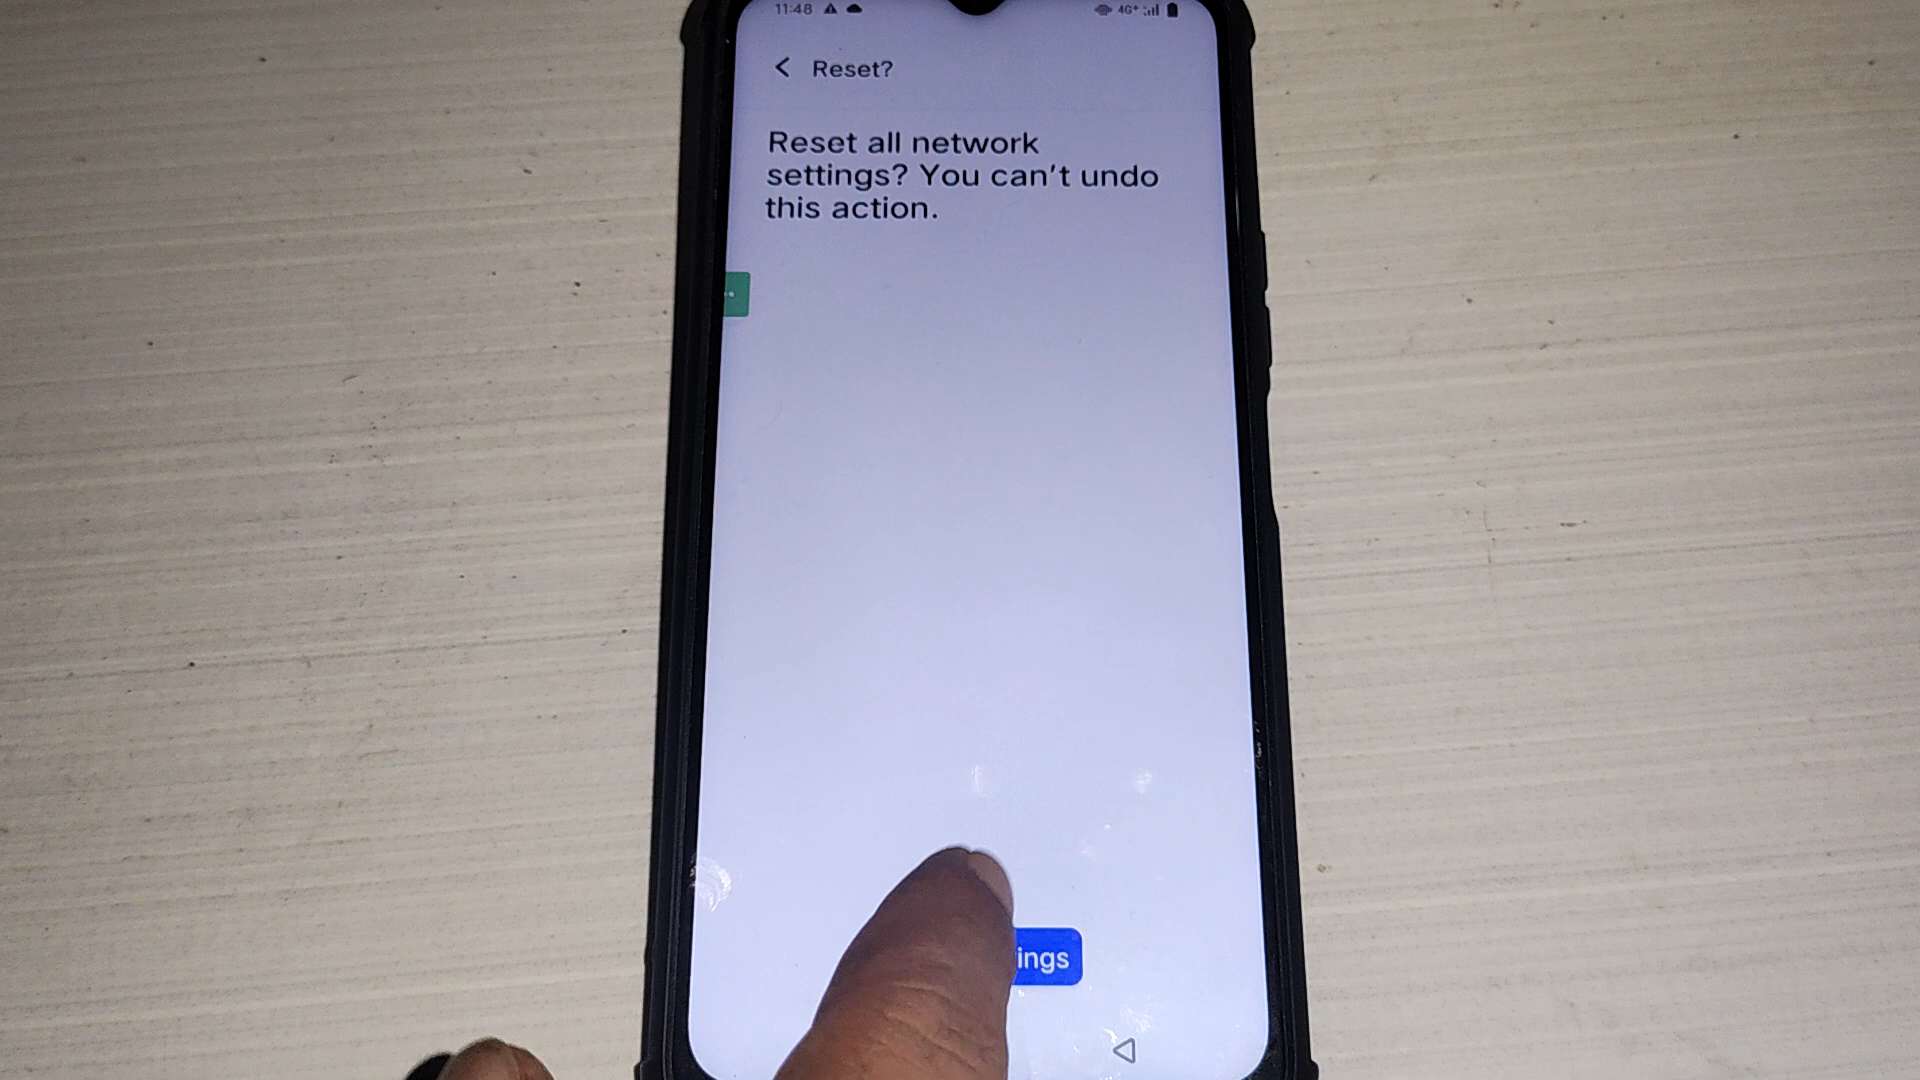 11:48 4G+
Reset?
Reset all network
settings? You can't undo
this action.
ings